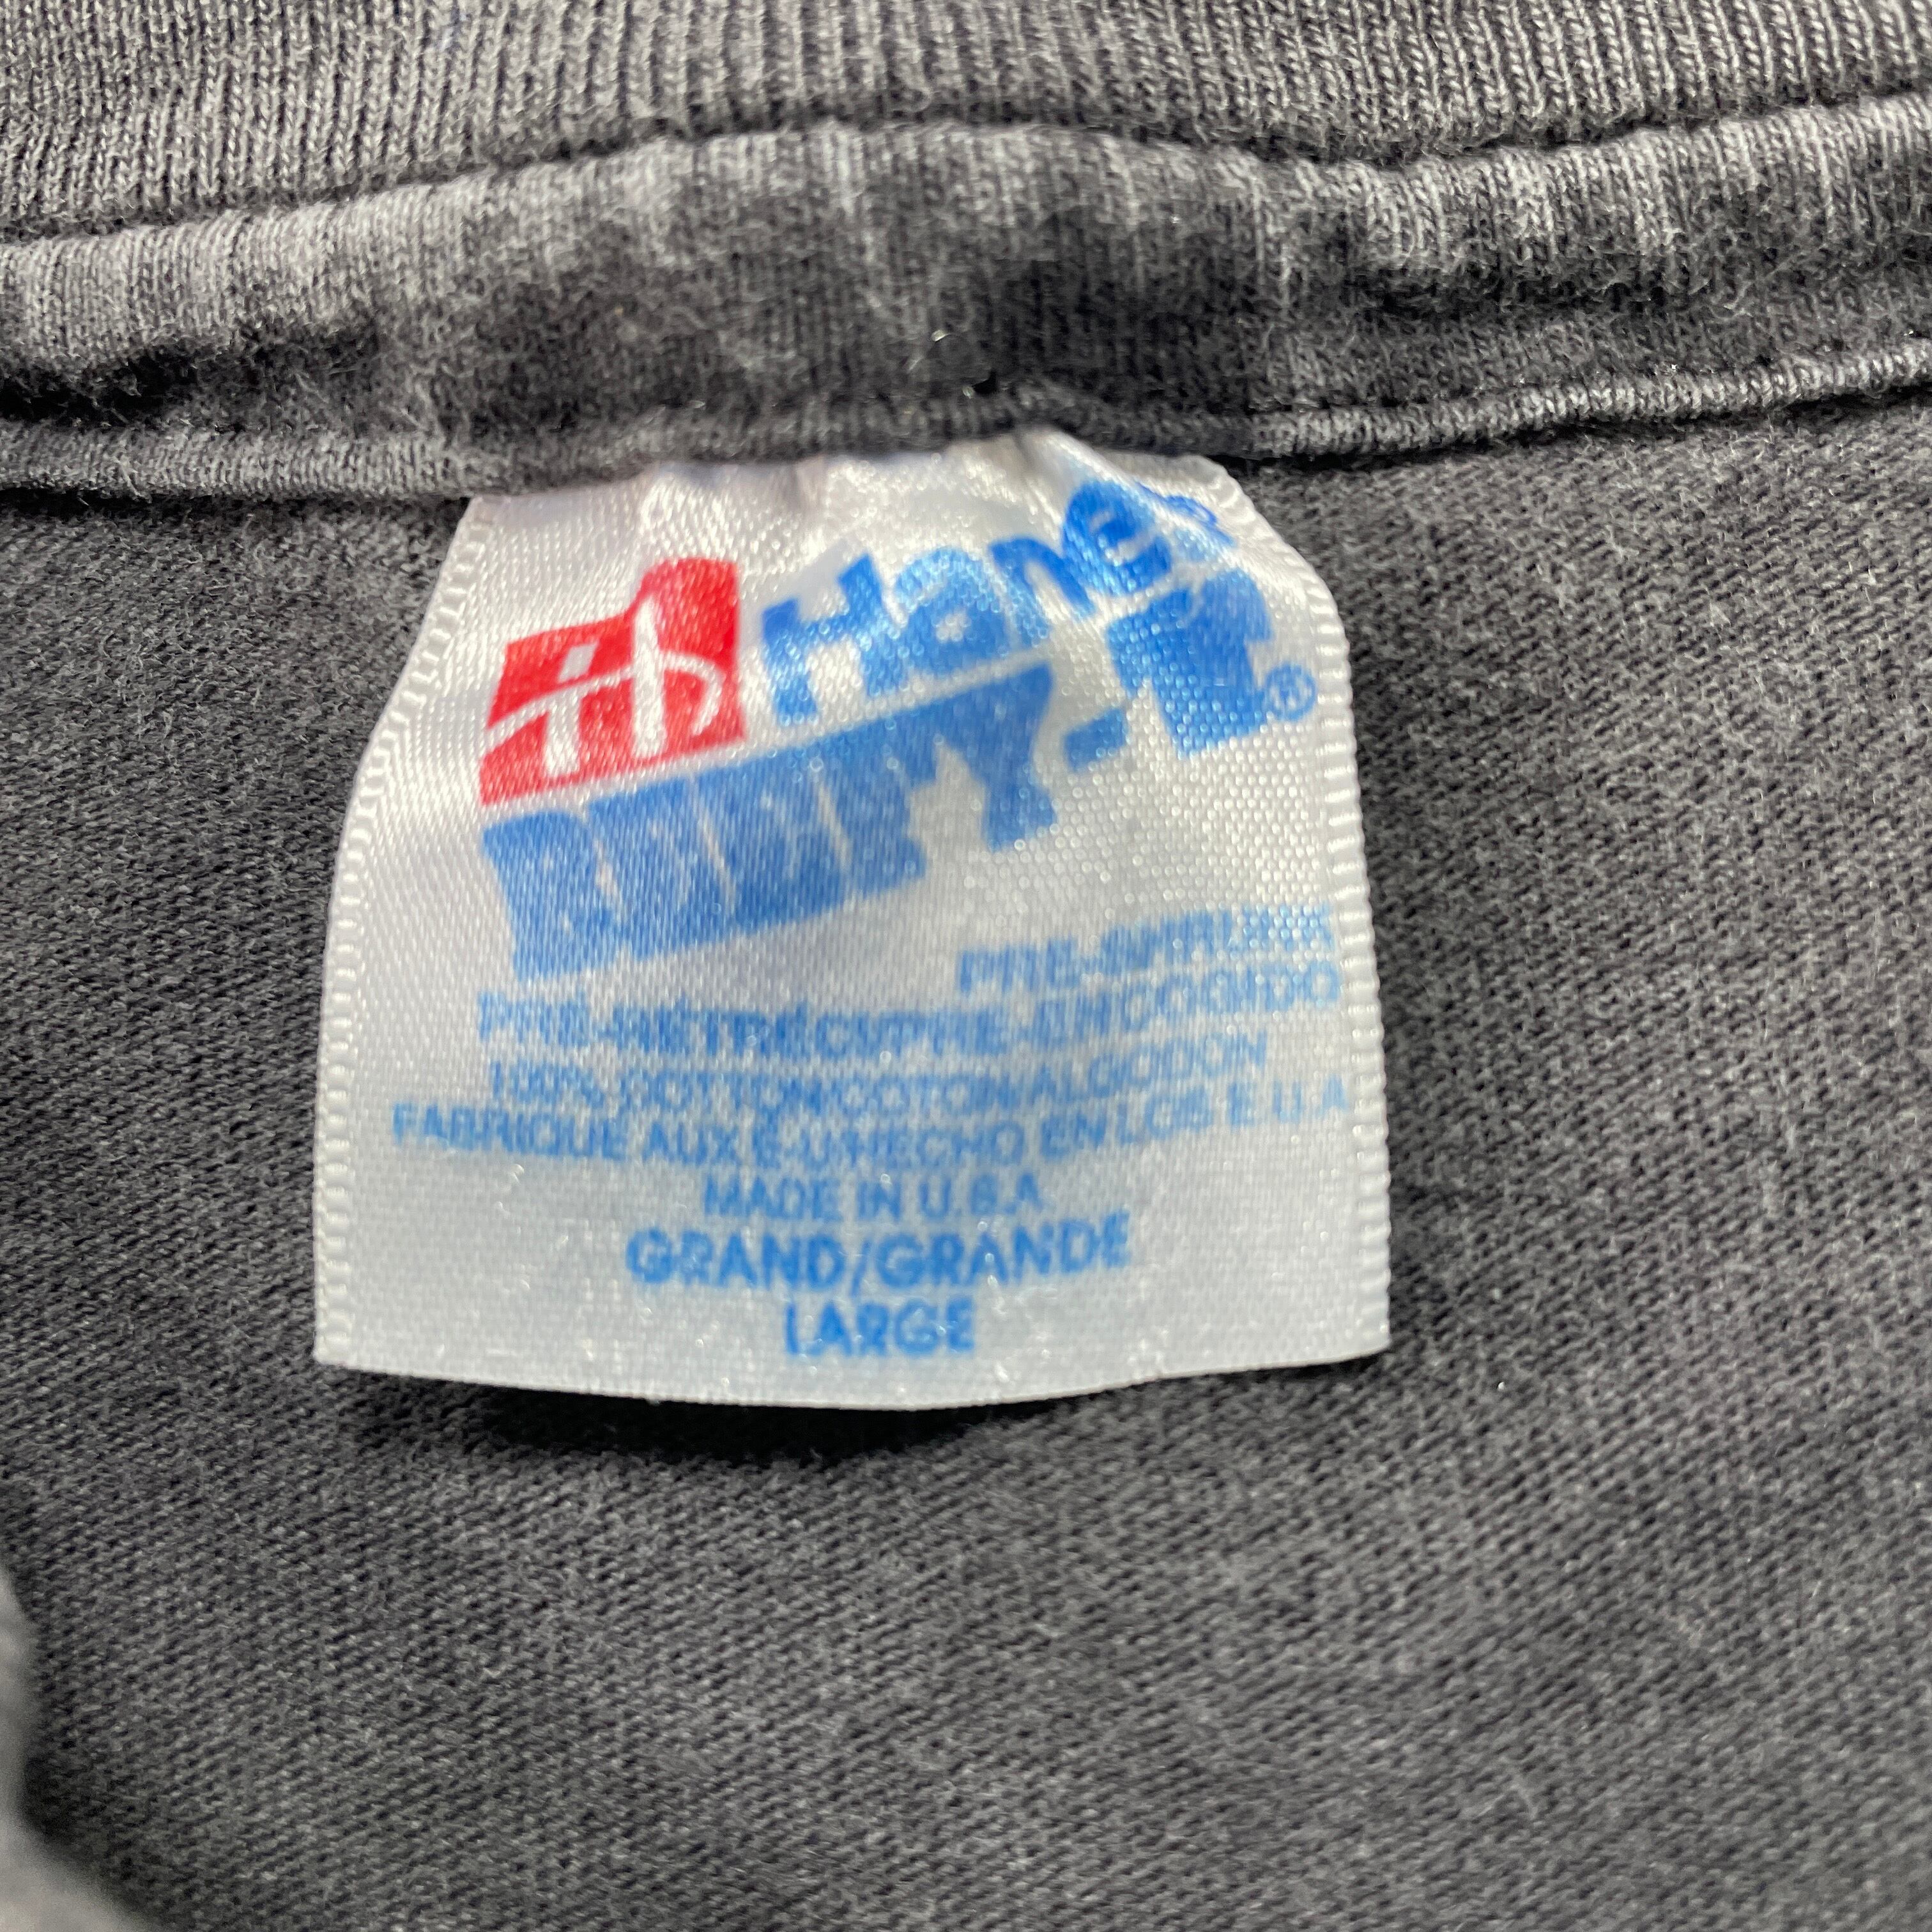 h Hanes
BEEFY-T®
PRE-SHRUNK
PRÉ-RÉTRÉCI/PRE-ENCOGIDO
100% COTTON/COTON/ALGODON
FABRIQUE AUX É-U/HECHO EN LOS E.U.A
MADE IN U.S.A
GRAND/GRANDE
LARGE